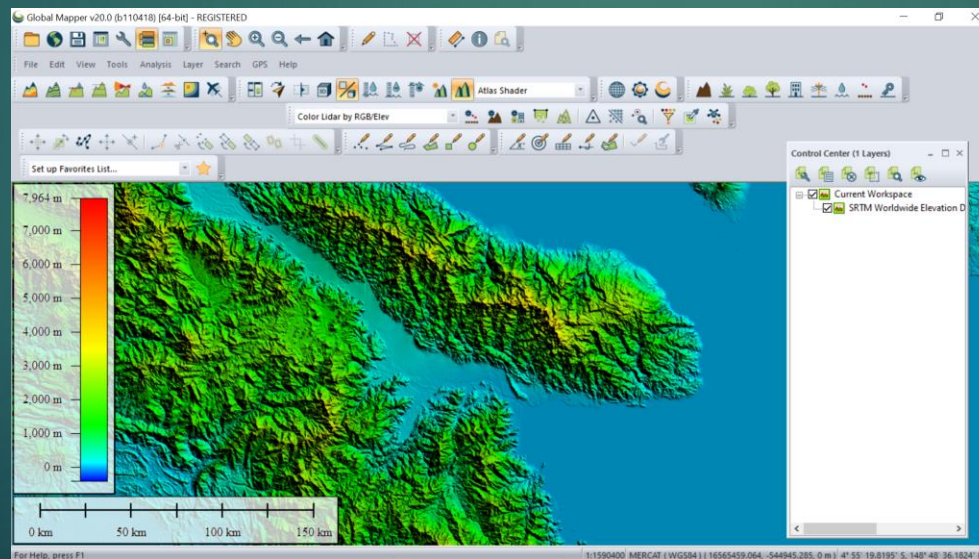 Global Mapper v20.0 (b110418) [64-bit] - REGISTERED
File Edit View Tools Analysis Layer Search GPS Help
Atlas Shader
Color Lidar by RGB/Elev
Set up Favorites List...
Control Center (1 Layers)
Current Workspace
SRTM Worldwide Elevation D
7,964 m
7,000 m
6,000 m
5,000 m
4,000 m
3,000 m
2,000 m
1,000 m
0 m
0 km 50 km 100 km 150 km
For Help, press F1
1:1590400 MERCAT ( WGS84 ) ( 16565459.064, -544945.285, 0 m ) 4° 55' 19.8195" S, 148° 48' 36.1824"